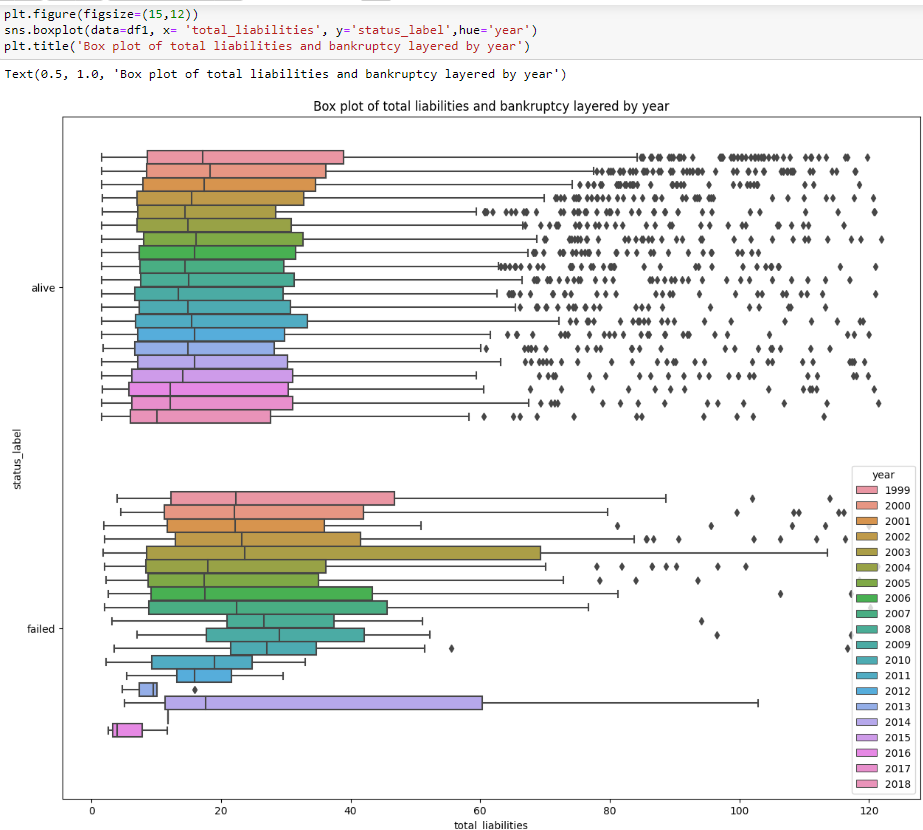 plt.figure(figsize=(15,12))
sns.boxplot(data=df1, x= 'total_liabilities', y='status_label',hue='year')
plt.title('Box plot of total liabilities and bankruptcy layered by year')
Text(0.5, 1.0, 'Box plot of total liabilities and bankruptcy layered by year')
Box plot of total liabilities and bankruptcy layered by year
alive
status_label
failed
year
1999
2000
2001
2002
2003
2004
2005
2006
2007
2008
2009
2010
2011
2012
2013
2014
2015
2016
2017
2018
0 20 40 60 80 100 120
total_liabilities